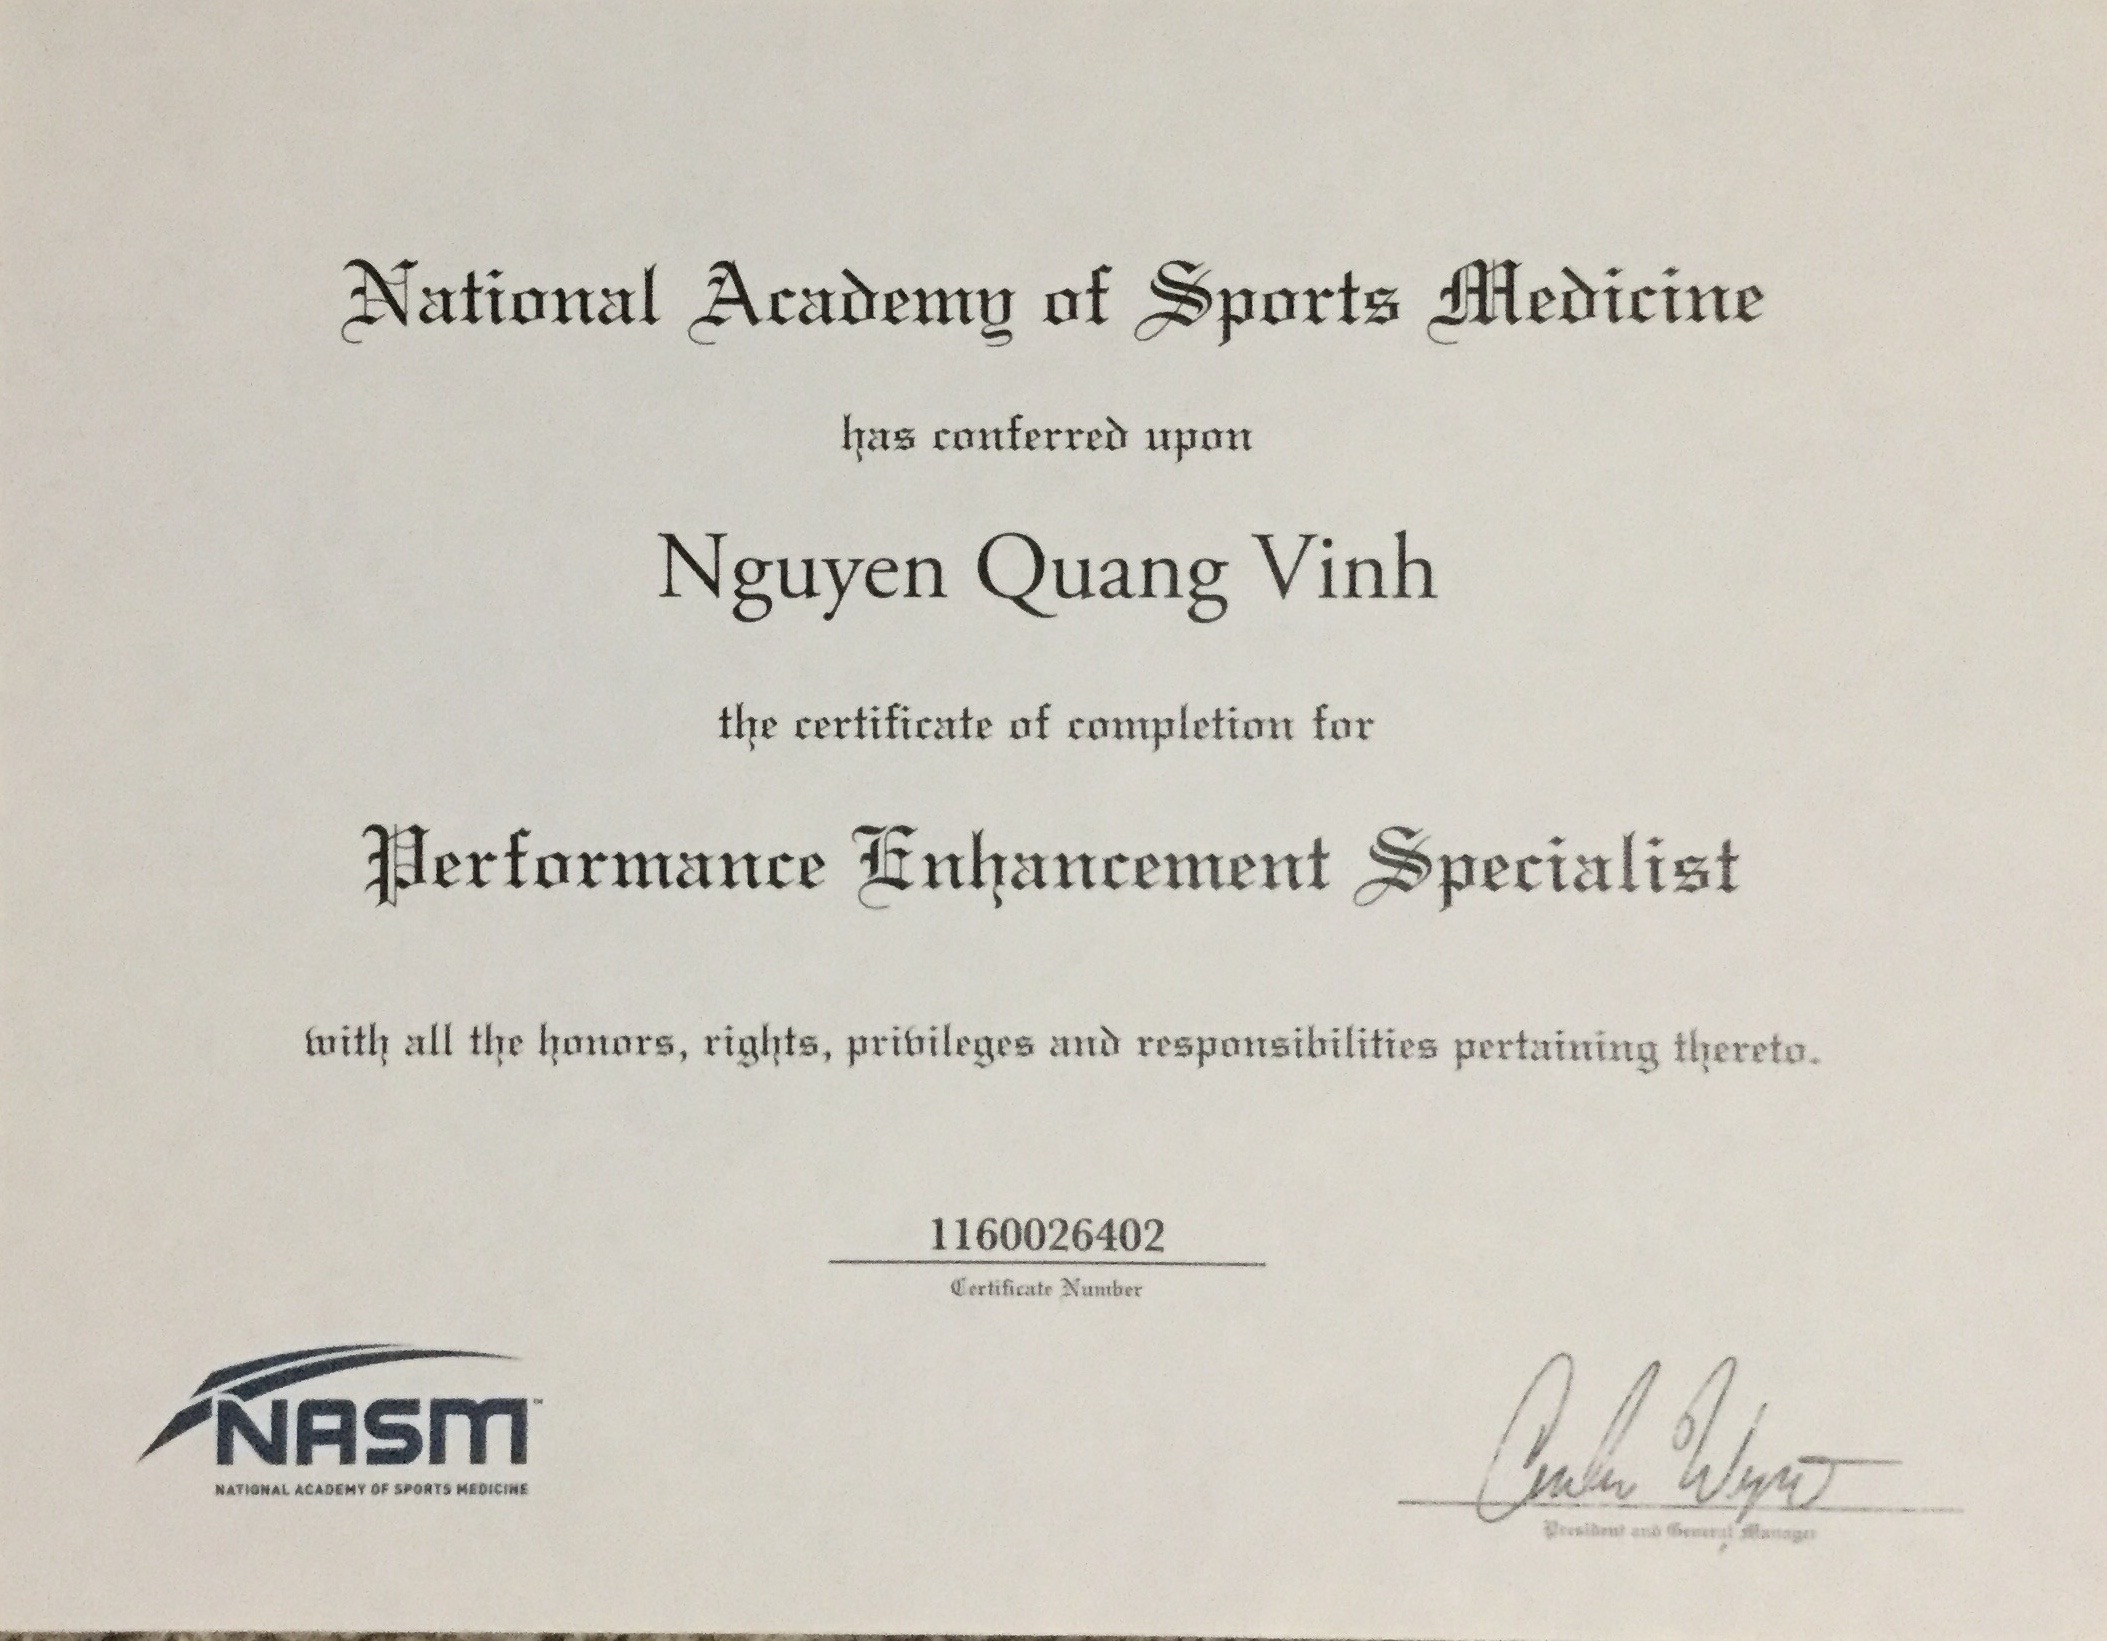 National Academy of Sports Medicine
has conferred upon
Nguyen Quang Vinh
the certificate of completion for
Performance Enhancement Specialist
with all the honors, rights, privileges and responsibilities pertaining thereto.
1160026402
Certificate Number
NASM™
NATIONAL ACADEMY OF SPORTS MEDICINE
President and General Manager